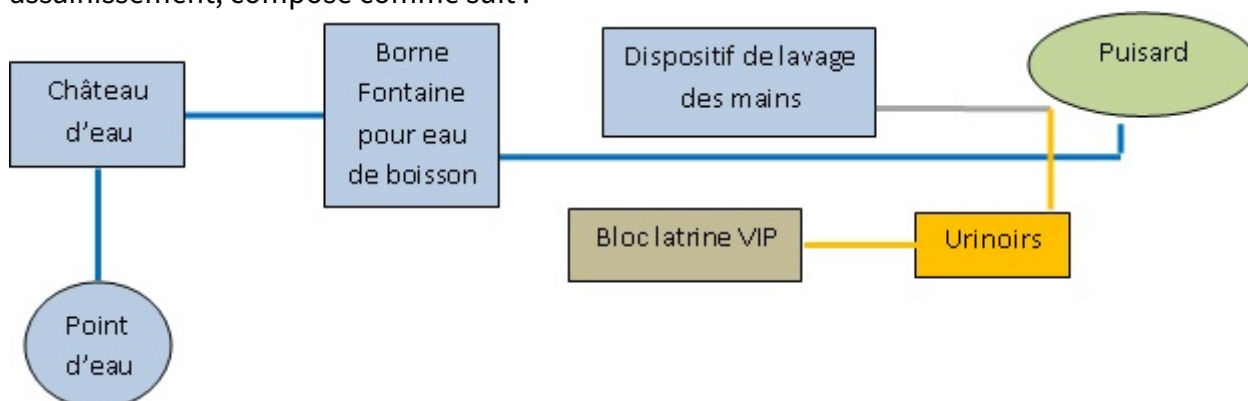 assainissement, composé comme suit :
Château
d'eau
Borne
Fontaine
pour eau
de boisson
Dispositif de lavage
des mains
Puisard
Bloc latrine VIP
Urinoirs
Point
d'eau